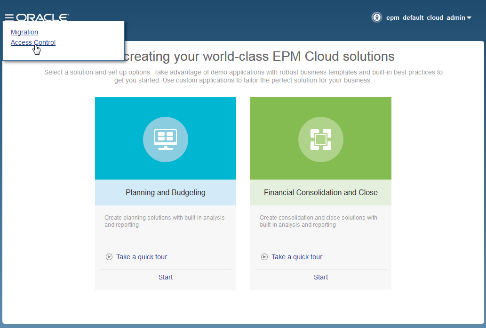 ORACLE
epm_default_cloud_admin
Migration
Access Control
creating your world-class EPM Cloud solutions
Select a solution and set up options. Take advantage of demo applications with robust business templates and built-in best practices to
get you started. Use custom applications to tailor the perfect solution for your business.
Planning and Budgeting
Financial Consolidation and Close
Create planning solutions with built in analysis
and reporting
Create consolidation and close solutions with
built in analysis and reporting
Take a quick tour
Take a quick tour
Start
Start